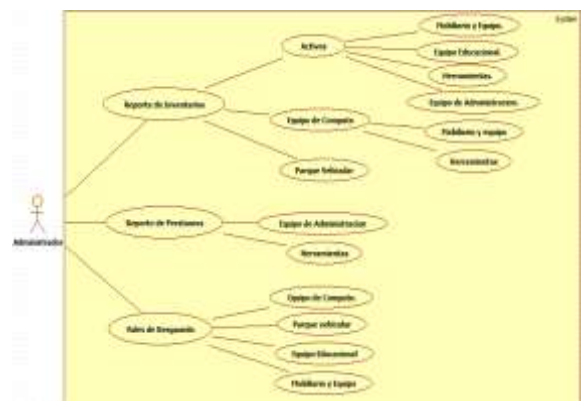 System
Mobiliario y Equipo.
Activos
Equipo Educacional.
Herramientas.
Reporte de Inventarios
Equipo de Administracion.
Equipo de Computo
Mobiliario y equipo
Herramientas
Parque Vehicular
Administrador
Reporte de Prestamos
Equipo de Administracion
Herramientas
Equipo de Computo.
Vales de Resguardo
Parque vehicular
Equipo Educacional
Mobiliario y Equipo